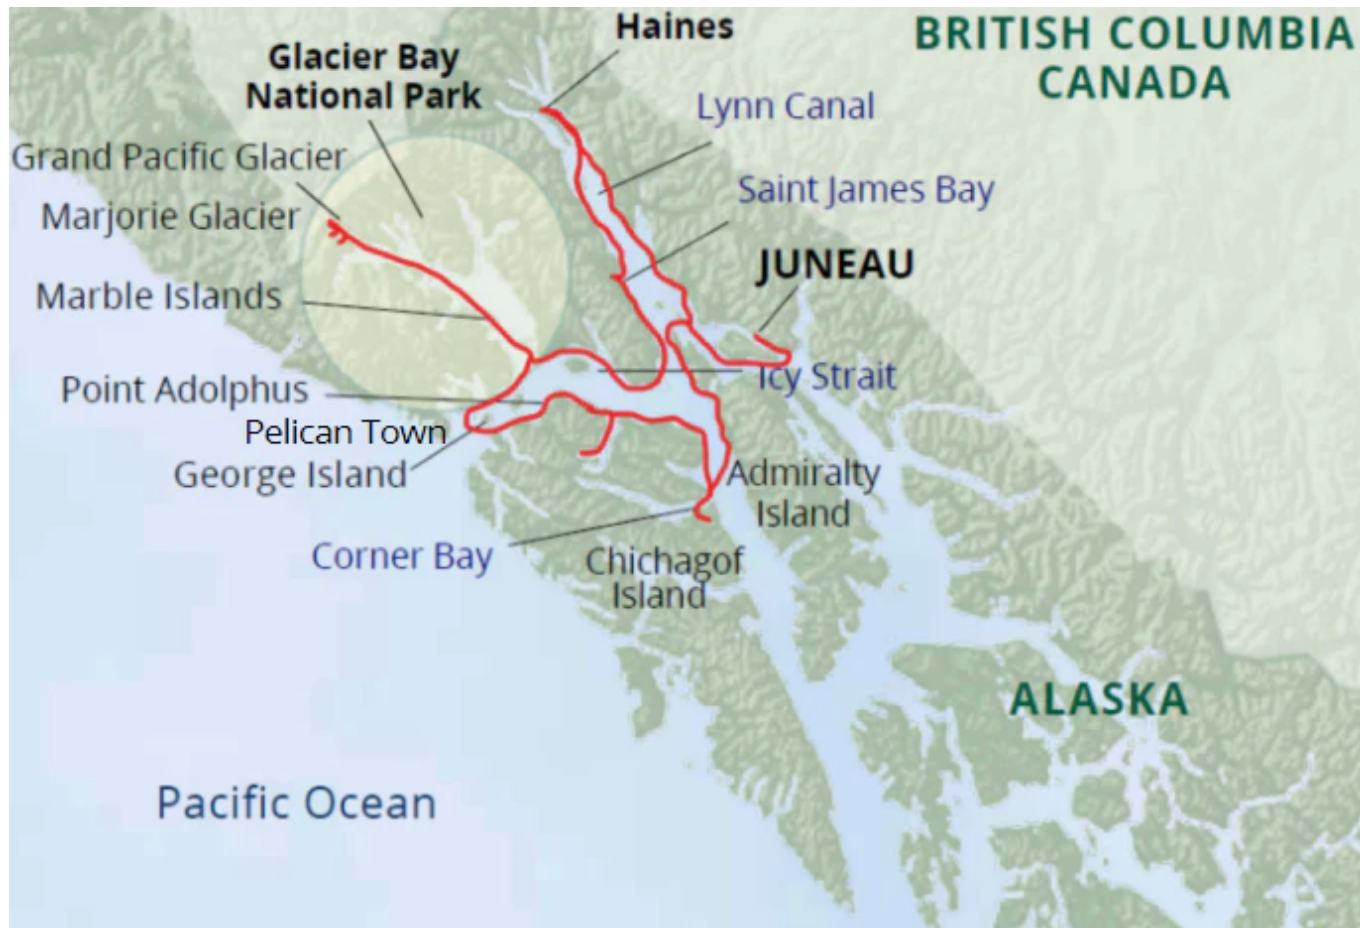 Haines
BRITISH COLUMBIA
CANADA
Glacier Bay
National Park
Lynn Canal
Grand Pacific Glacier
Saint James Bay
Marjorie Glacier
JUNEAU
Marble Islands
Icy Strait
Point Adolphus
Pelican Town
George Island
Admiralty
Island
Corner Bay
Chichagof
Island
ALASKA
Pacific Ocean